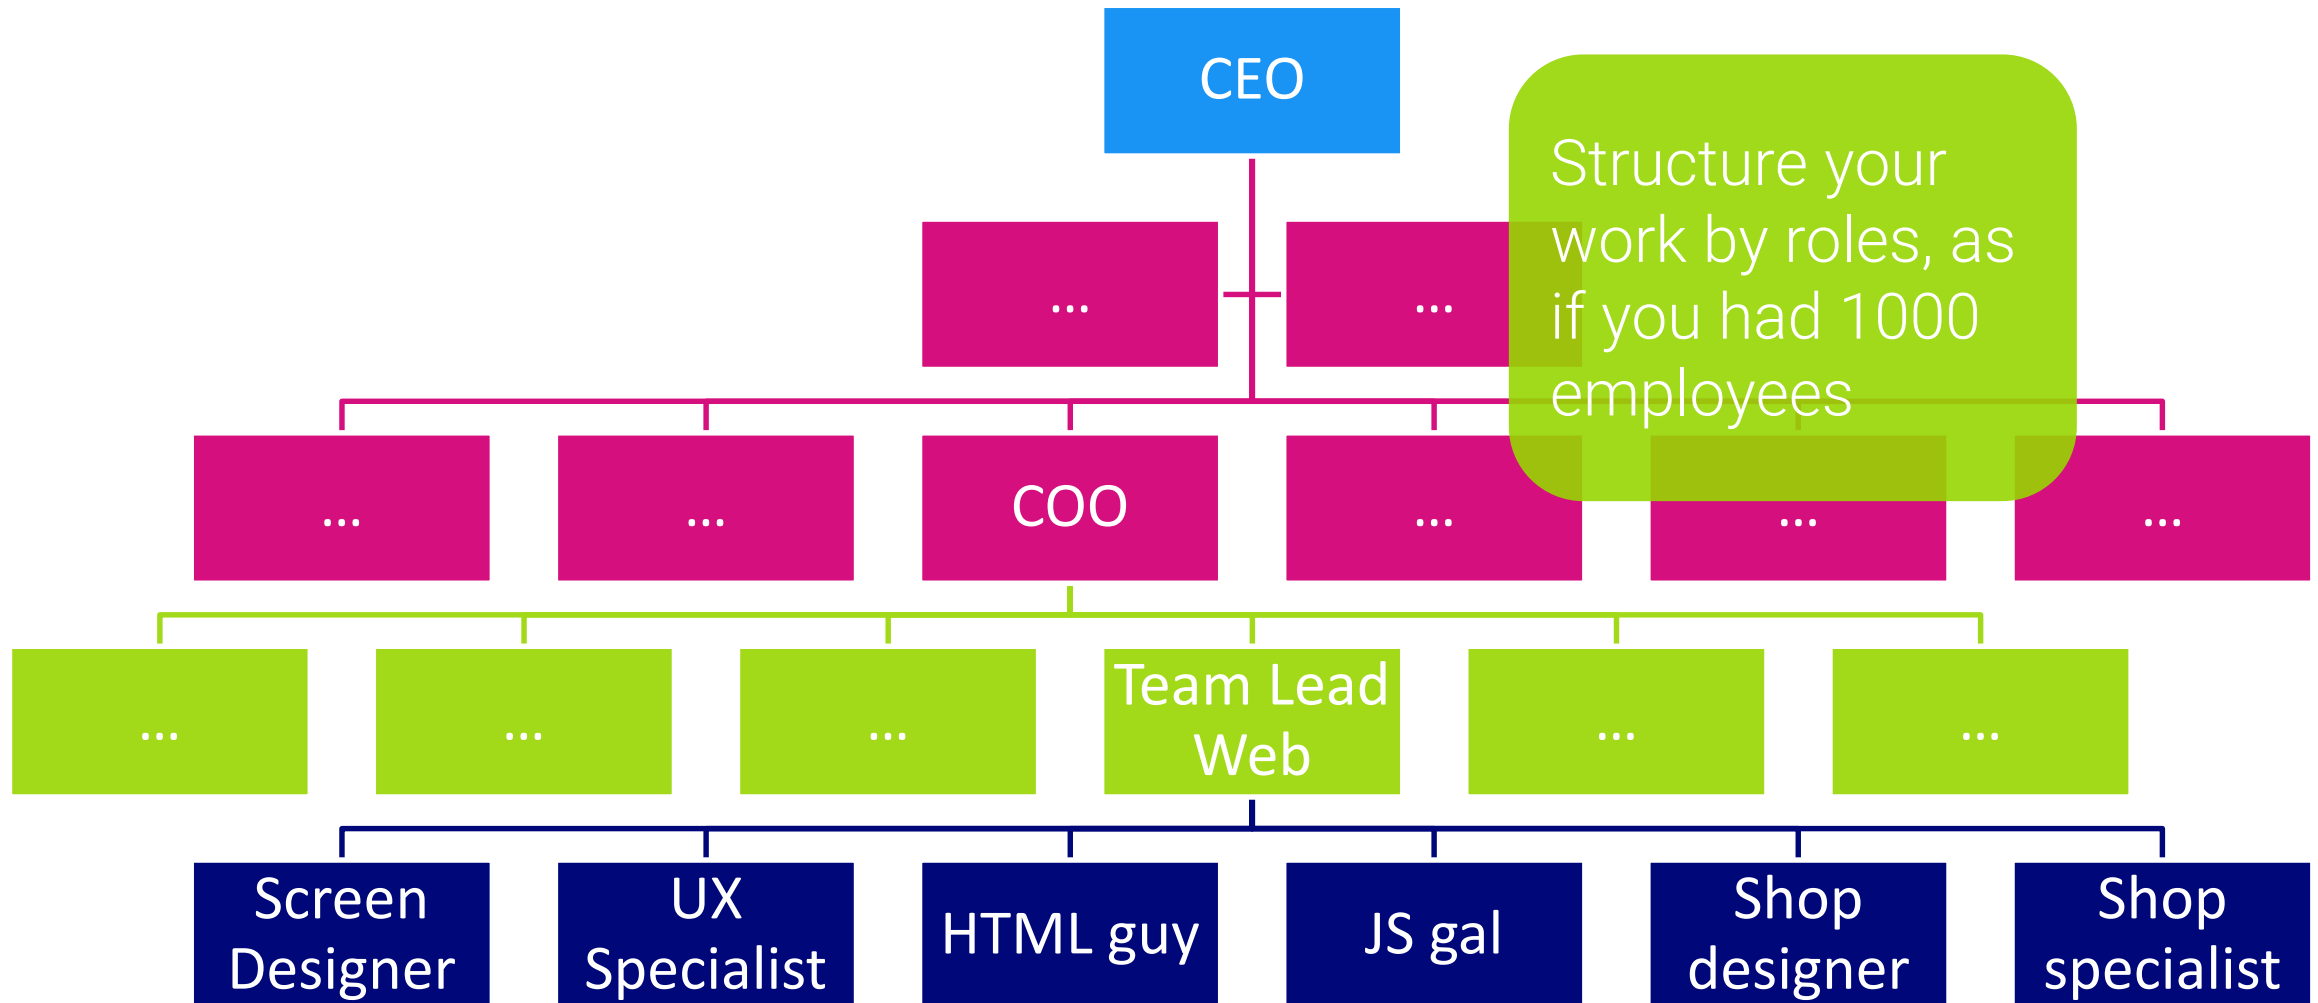 CEO
Structure your
work by roles, as
if you had 1000
employees
...
...
...
...
COO
...
...
...
...
...
...
Team Lead
Web
...
...
Screen
Designer
UX
Specialist
HTML guy
JS gal
Shop
designer
Shop
specialist